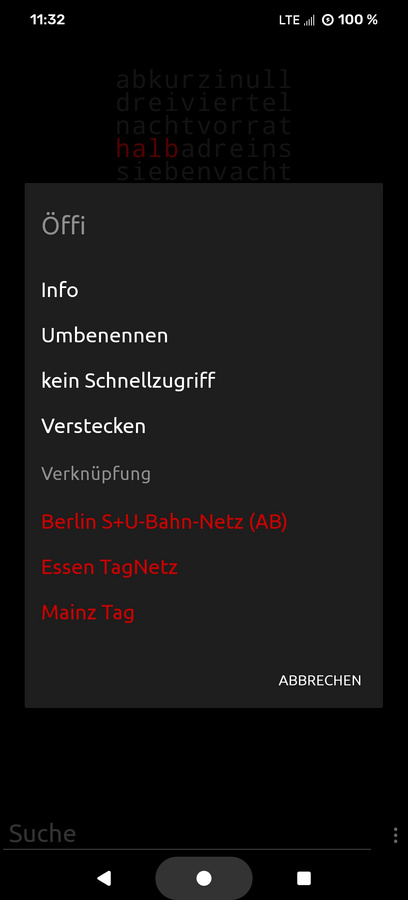 11:32
LTE 100 %
abkurzinull
dreiviertel
nachtvorrat
halbadreins
siebenvacht
Öffi
Info
Umbenennen
kein Schnellzugriff
Verstecken
Verknüpfung
Berlin S+U-Bahn-Netz (AB)
Essen TagNetz
Mainz Tag
ABBRECHEN
Suche